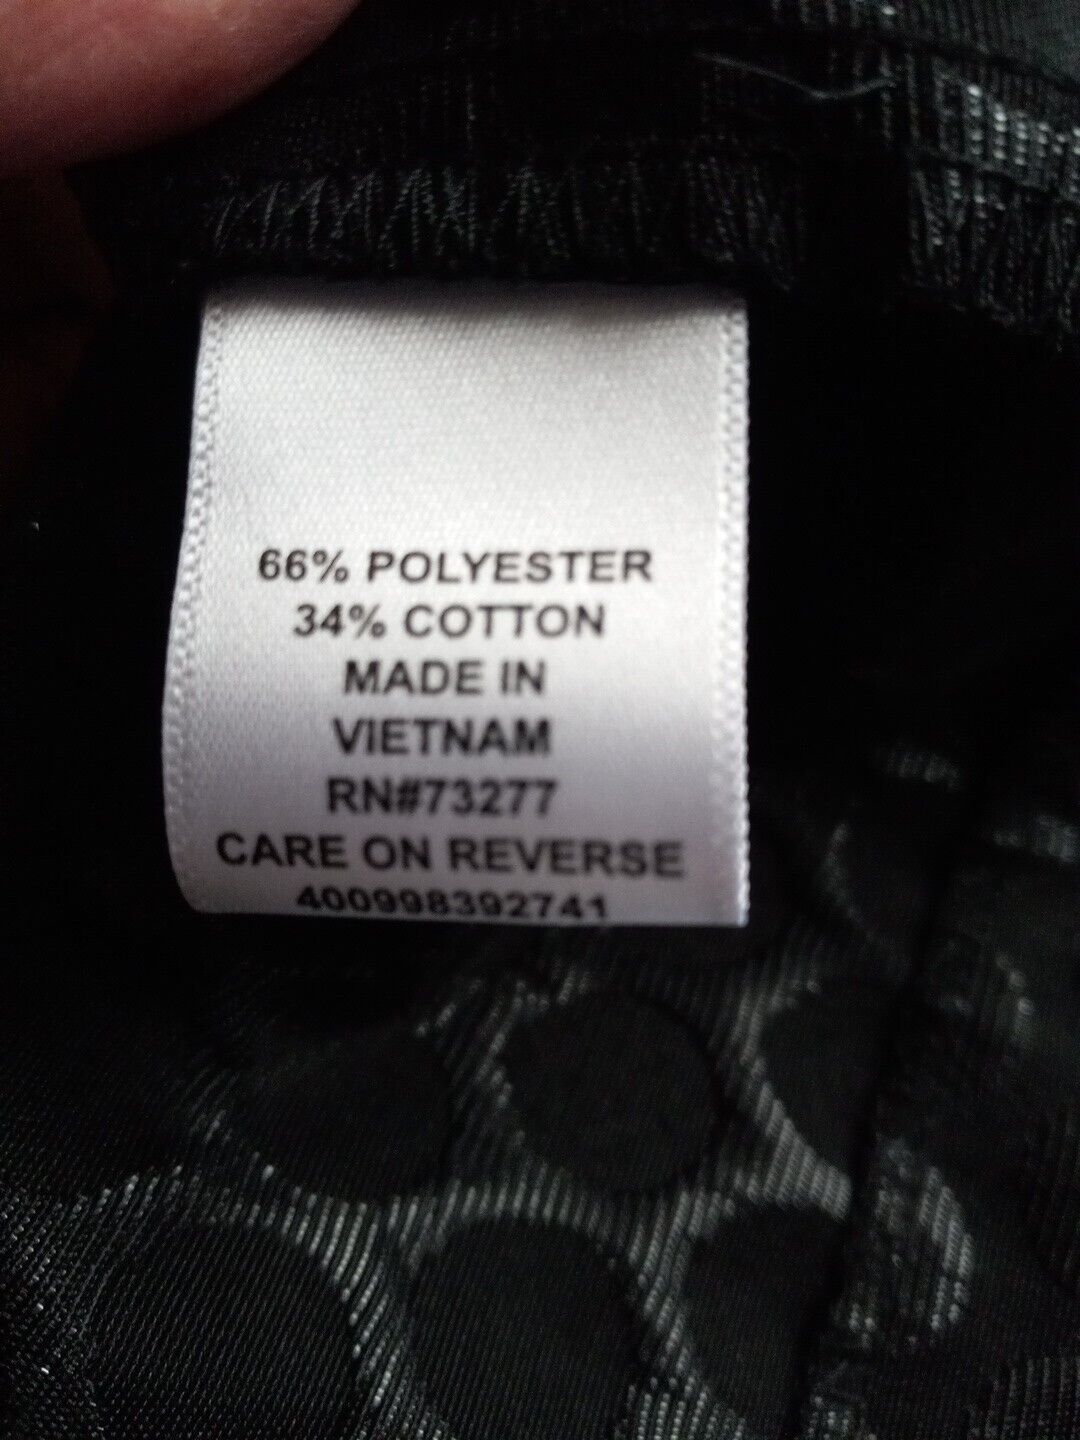 66% POLYESTER
34% COTTON
MADE IN
VIETNAM
RN#73277
CARE ON REVERSE
400998392741